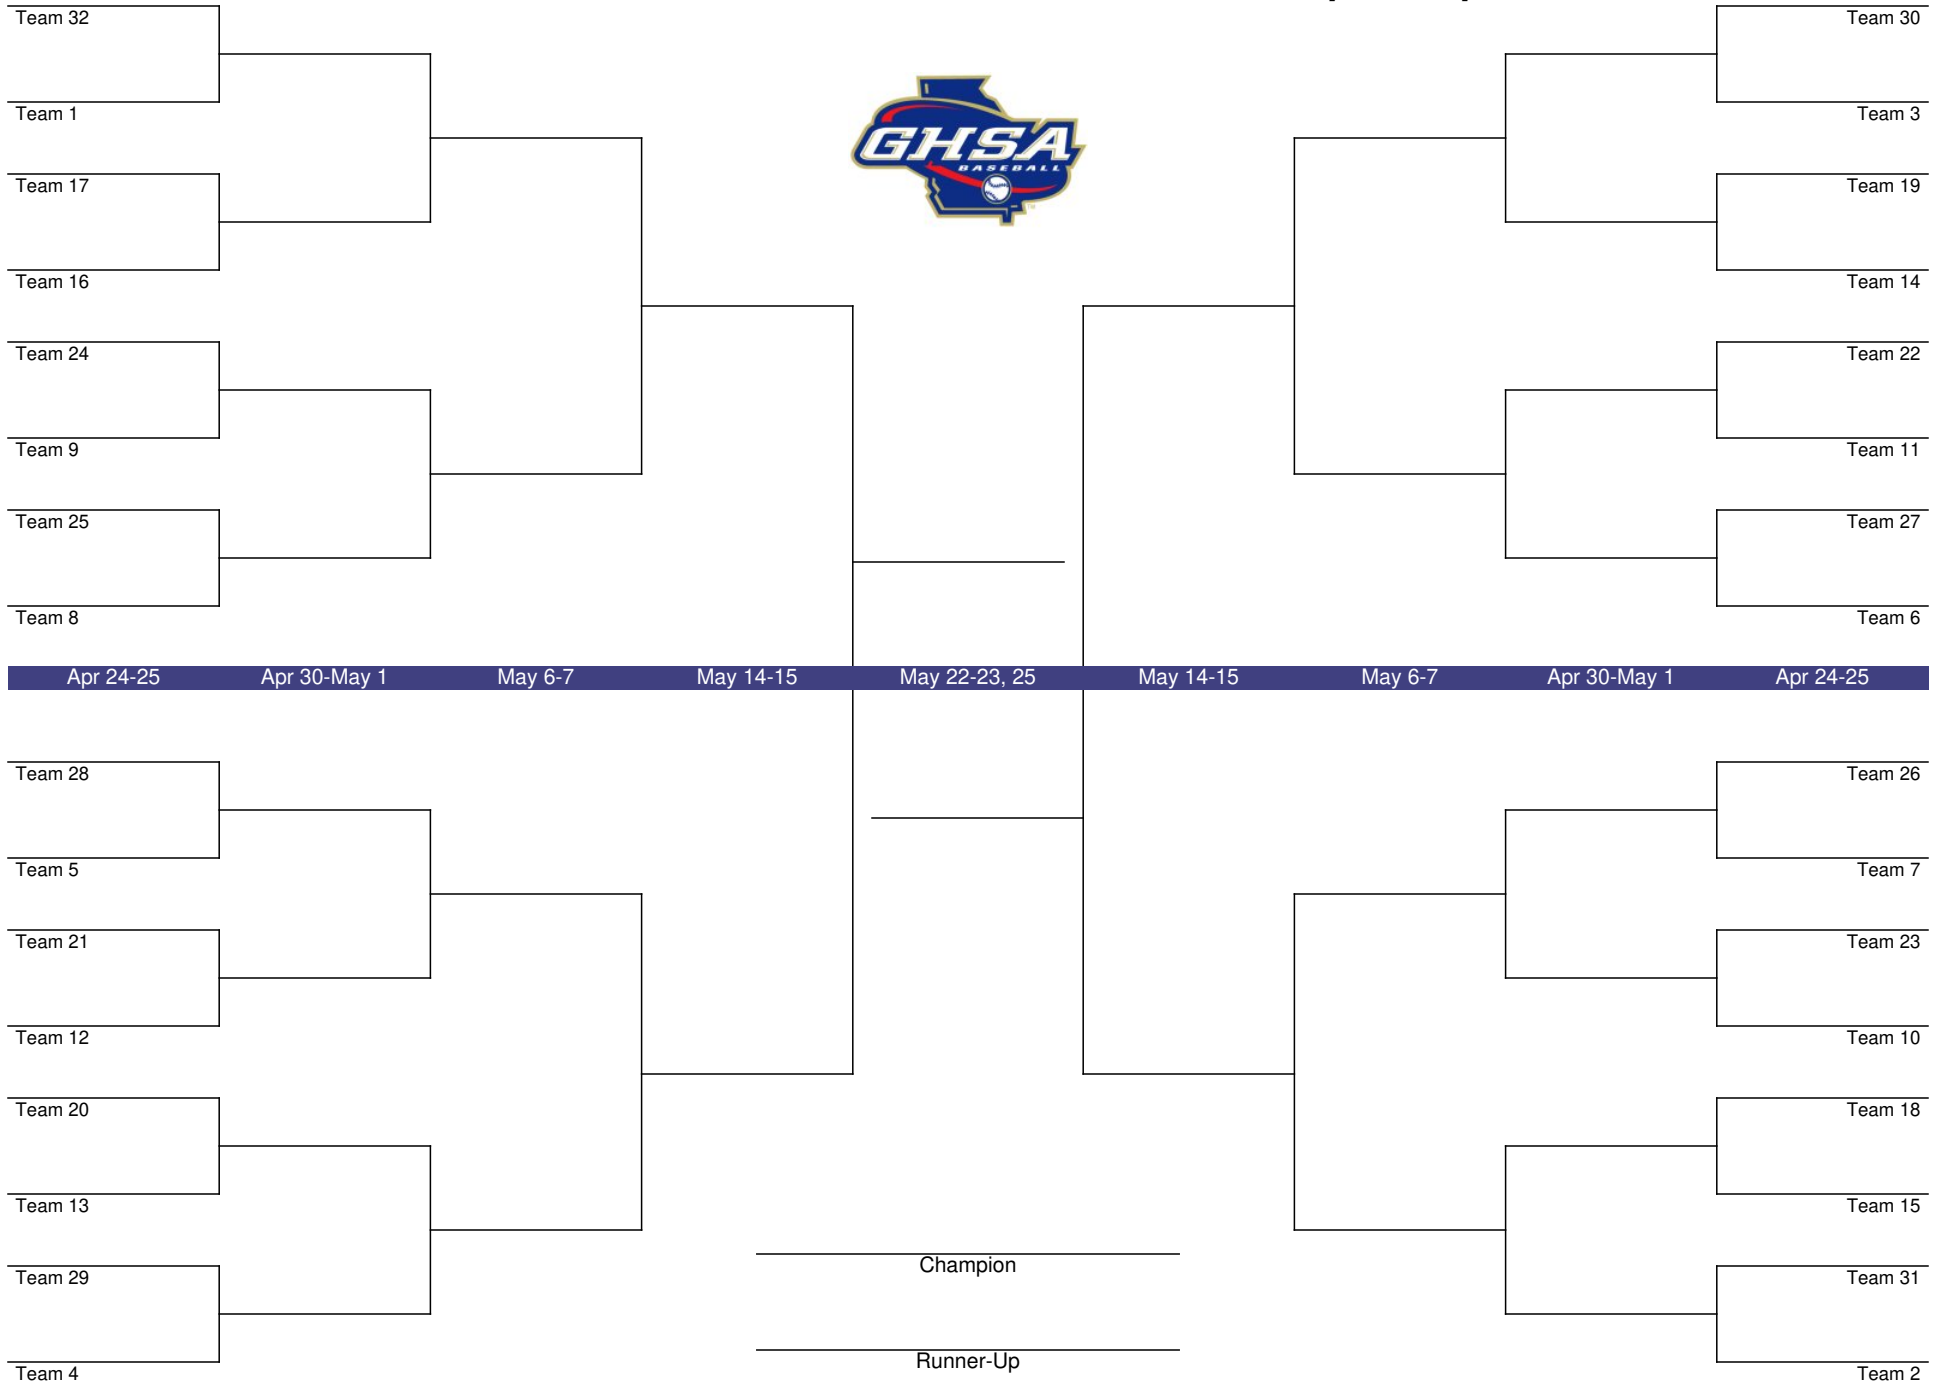 Team 32
Team 30
Team 1
Team 3
GHSA
BASEBALL
Team 17
Team 19
Team 16
Team 14
Team 24
Team 22
Team 9
Team 11
Team 25
Team 27
Team 8
Team 6
Apr 24-25 Apr 30-May 1 May 6-7 May 14-15 May 22-23, 25 May 14-15 May 6-7 Apr 30-May 1 Apr 24-25
Team 28
Team 26
Team 5
Team 7
Team 21
Team 23
Team 12
Team 10
Team 20
Team 18
Team 13
Team 15
Champion
Team 29
Team 31
Runner-Up
Team 4
Team 2